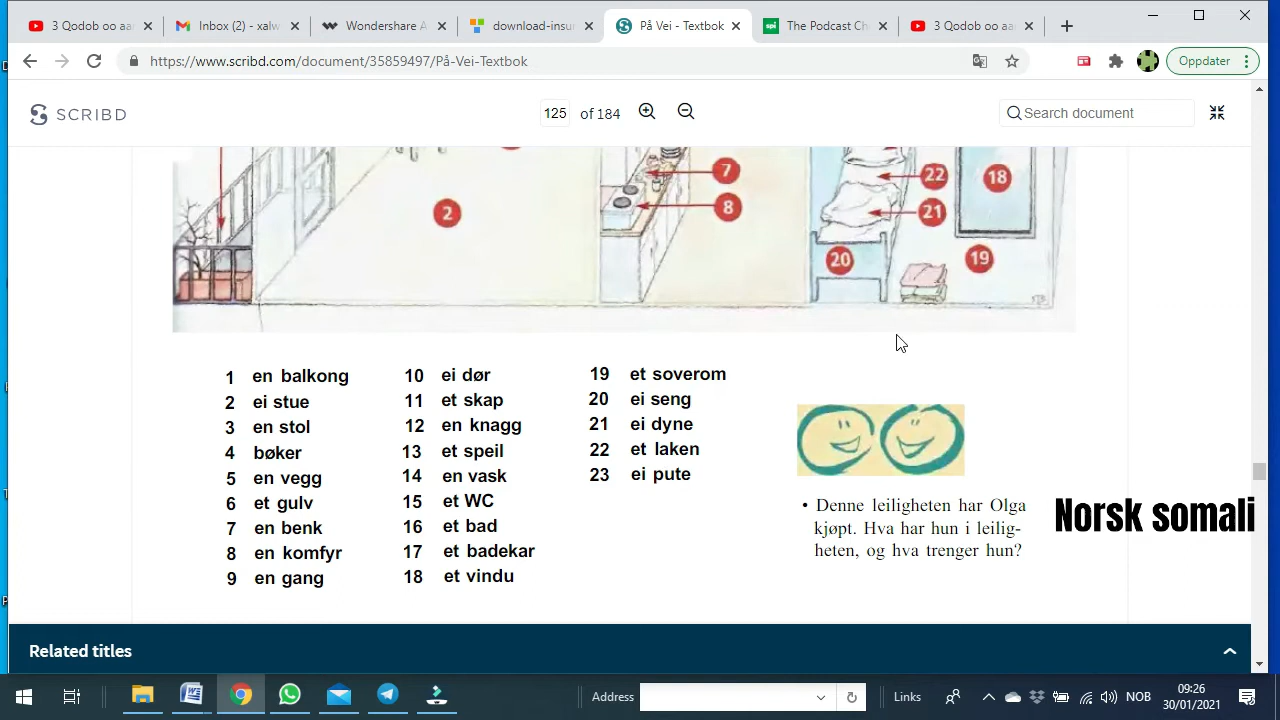 3 Qodob oo aa
Inbox (2) - xalw
Wondershare A
download-insur
På Vei - Textbok
The Podcast Ch
3 Qodob oo aa
https://www.scribd.com/document/35859497/På-Vei-Textbok
Oppdater
SCRIBD
125 of 184
Search document
7
22
18
2
8
21
20
19
1 en balkong
2 ei stue
3 en stol
4 bøker
5 en vegg
6 et gulv
7 en benk
8 en komfyr
9 en gang
10 ei dør
11 et skap
12 en knagg
13 et speil
14 en vask
15 et WC
16 et bad
17 et badekar
18 et vindu
19 et soverom
20 ei seng
21 ei dyne
22 et laken
23 ei pute
• Denne leiligheten har Olga
kjøpt. Hva har hun i leilig-
heten, og hva trenger hun?
Norsk somali
Related titles
Address
Links
NOB
09:26
30/01/2021